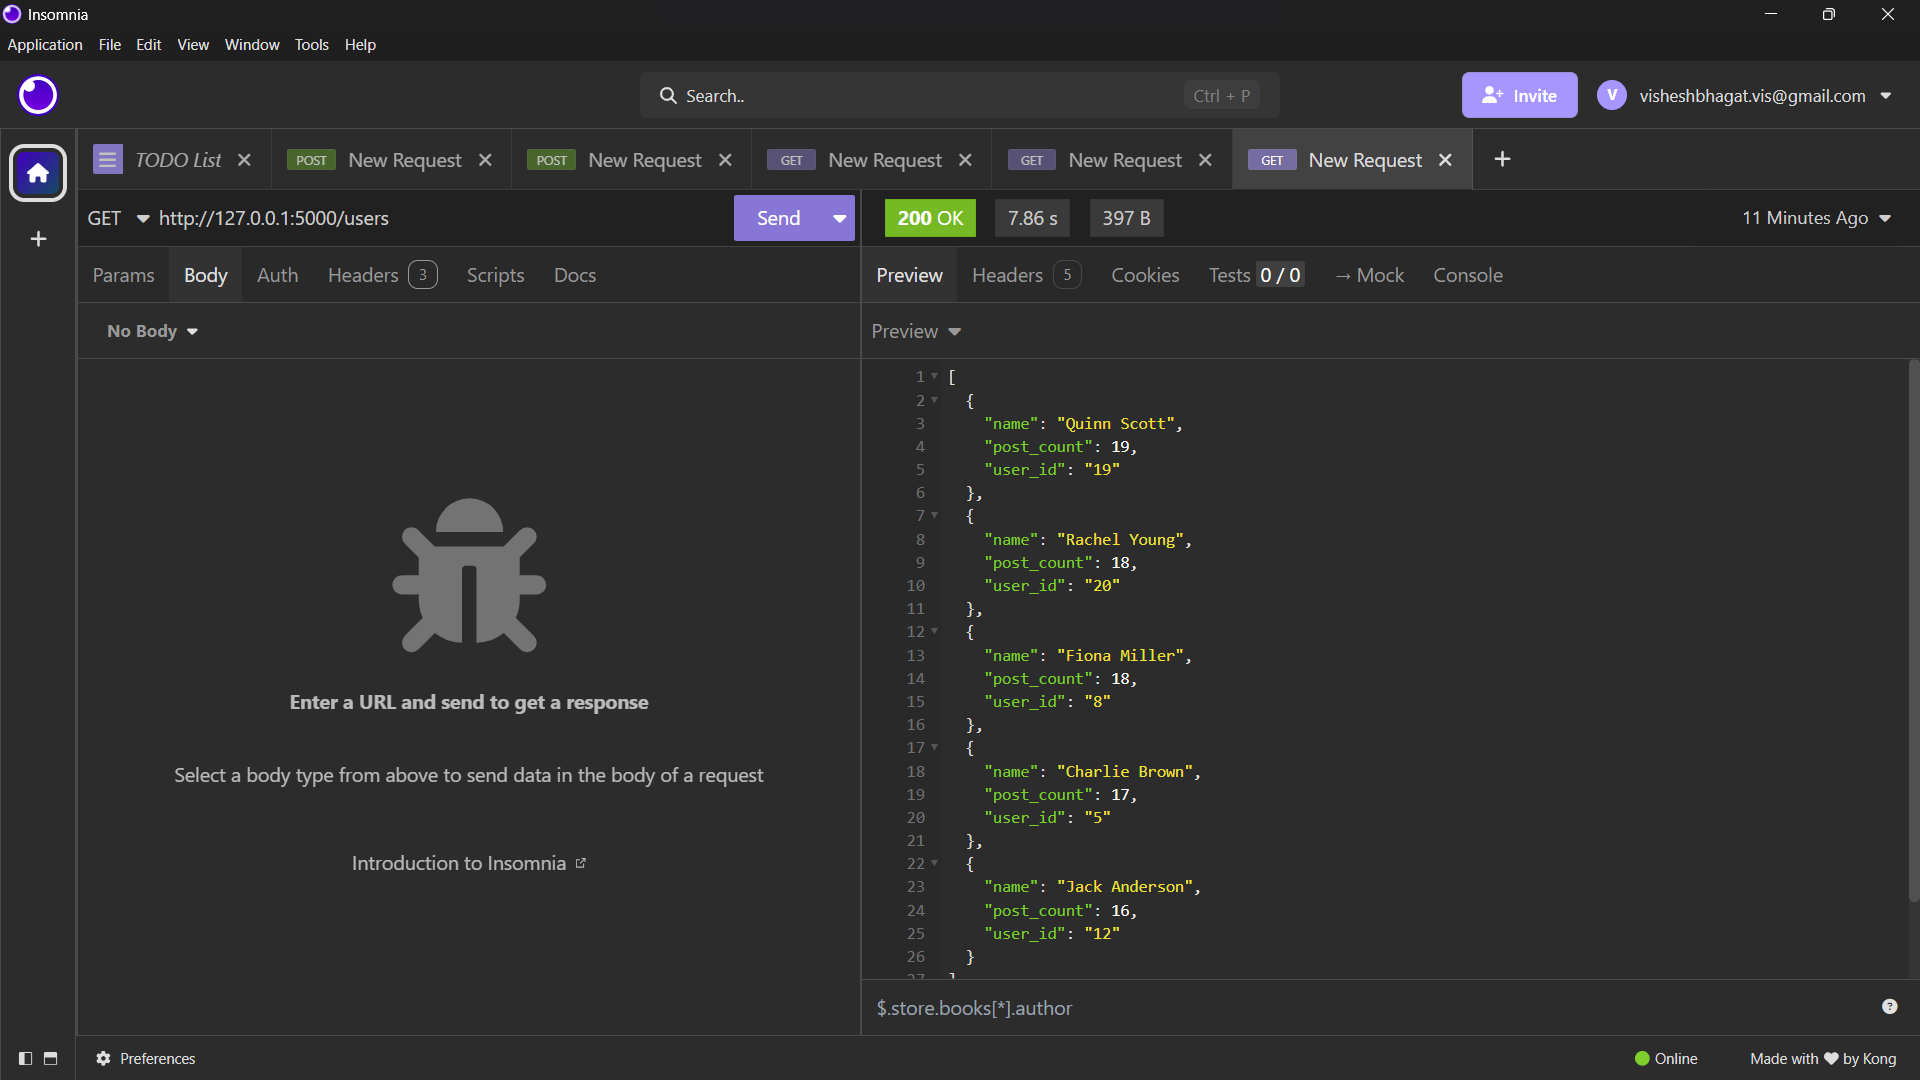 Insomnia
Application File Edit View Window Tools Help
Search.. Ctrl + P Invite V visheshbhagat.vis@gmail.com
TODO List POST New Request POST New Request GET New Request GET New Request GET New Request
GET http://127.0.0.1:5000/users Send 200 OK 7.86 s 397 B 11 Minutes Ago
Params Body Auth Headers 3 Scripts Docs
Preview Headers 5 Cookies Tests 0 / 0 → Mock Console
No Body
Preview
Enter a URL and send to get a response
Select a body type from above to send data in the body of a request
Introduction to Insomnia
1 [
2 {
3 "name": "Quinn Scott",
4 "post_count": 19,
5 "user_id": "19"
6 },
7 {
8 "name": "Rachel Young",
9 "post_count": 18,
10 "user_id": "20"
11 },
12 {
13 "name": "Fiona Miller",
14 "post_count": 18,
15 "user_id": "8"
16 },
17 {
18 "name": "Charlie Brown",
19 "post_count": 17,
20 "user_id": "5"
21 },
22 {
23 "name": "Jack Anderson",
24 "post_count": 16,
25 "user_id": "12"
26 }
27 ]
$.store.books[*].author ?
Preferences Online Made with ❤ by Kong